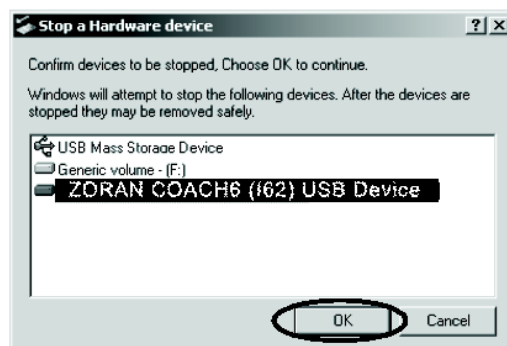 Stop a Hardware device
Confirm devices to be stopped, Choose OK to continue.
Windows will attempt to stop the following devices. After the devices are
stopped they may be removed safely.
USB Mass Storage Device
Generic volume - (F:)
ZORAN COACH6 (I62) USB Device
OK Cancel